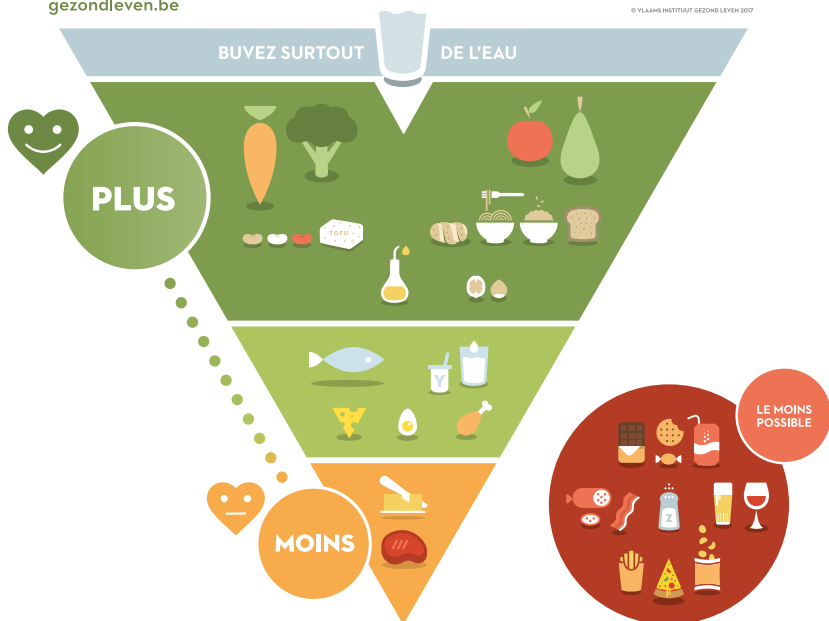 gezondleven.be
© VLAAMS INSTITUUT GEZOND LEVEN 2017
BUVEZ SURTOUT DE L'EAU
PLUS
TOFU
Y
LE MOINS
POSSIBLE
Z
MOINS